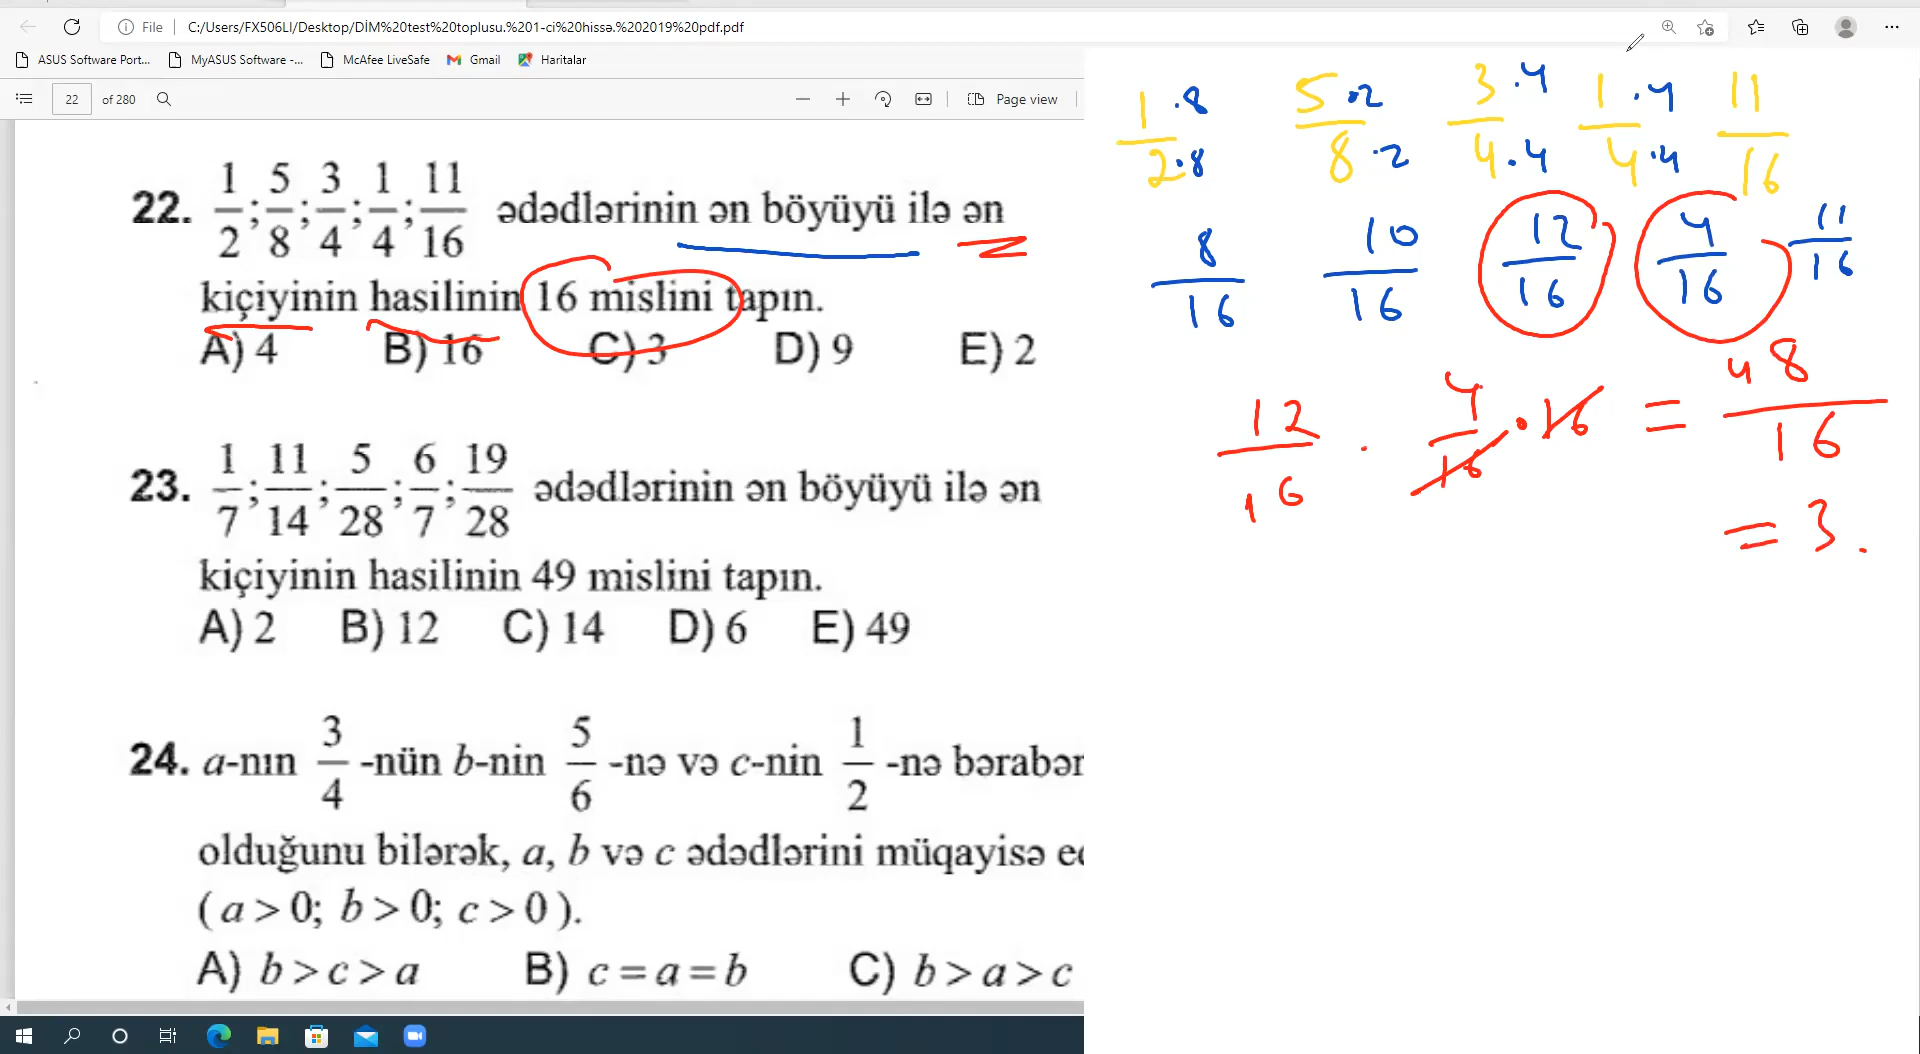 File C:/Users/FX506LI/Desktop/DİM%20test%20toplusu.%201-ci%20hissə.%202019%20pdf.pdf
ASUS Software Port... MyASUS Software -... McAfee LiveSafe Gmail Haritalar
22 of 280 Page view
22. 1/2; 5/8; 3/4; 1/4; 11/16 ədədlərinin ən böyüyü ilə ən
kiçiyinin hasilinin 16 mislini tapın.
A) 4 B) 16 C) 3 D) 9 E) 2
23. 1/7; 11/14; 5/28; 6/7; 19/28 ədədlərinin ən böyüyü ilə ən
kiçiyinin hasilinin 49 mislini tapın.
A) 2 B) 12 C) 14 D) 6 E) 49
24. a-nın 3/4 -nün b-nin 5/6 -nə və c-nin 1/2 -nə bərabər
olduğunu bilərək, a, b və c ədədlərini müqayisə
(a > 0; b > 0; c > 0).
A) b > c > a B) c = a = b C) b > a > c
1·8/2·8 5·2/8·2 3·4/4·4 1·4/4·4 11/16
8/16 10/16 12/16 4/16 11/16
12/16 · 4/16 · 16 = 48/16
= 3.